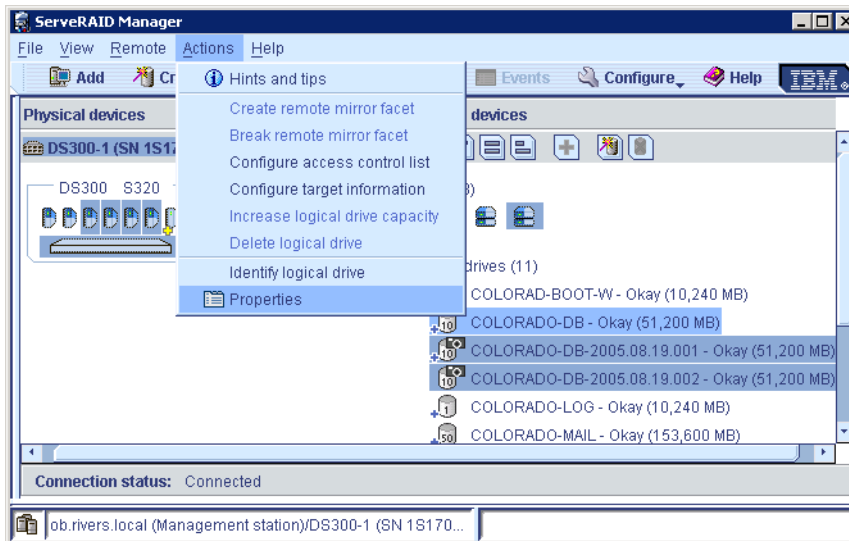 ServeRAID Manager
File View Remote Actions Help
Add Cr Events Configure Help IBM
Hints and tips
Create remote mirror facet
Break remote mirror facet
Configure access control list
Configure target information
Increase logical drive capacity
Delete logical drive
Identify logical drive
Properties
Physical devices
DS300-1 (SN 1S17
DS300 S320
devices
drives (11)
COLORAD-BOOT-W - Okay (10,240 MB)
10 COLORADO-DB - Okay (51,200 MB)
10 COLORADO-DB-2005.08.19.001 - Okay (51,200 MB)
10 COLORADO-DB-2005.08.19.002 - Okay (51,200 MB)
1 COLORADO-LOG - Okay (10,240 MB)
50 COLORADO-MAIL - Okay (153,600 MB)
Connection status: Connected
ob.rivers.local (Management station)/DS300-1 (SN 1S170...